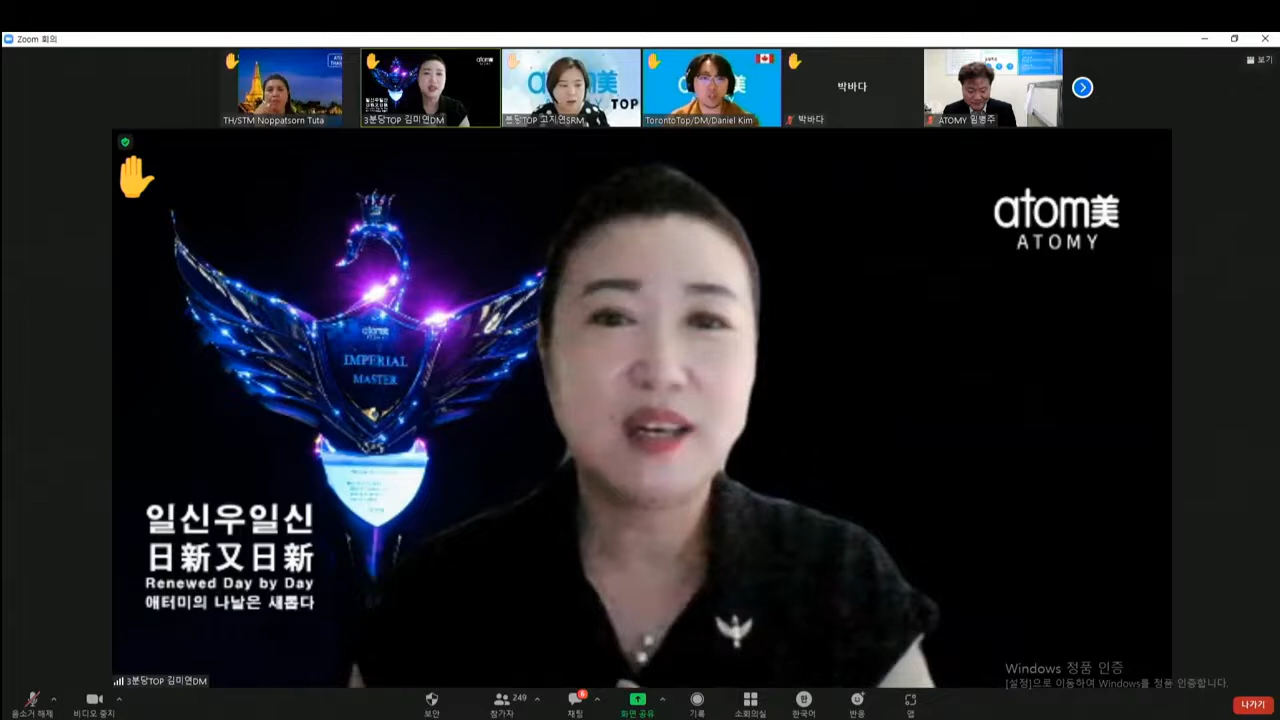 Zoom 회의
보기
TH/STM Noppatsorn Tuta
3분당TOP 김미연DM
분당TOP 고지연SRM
TOP
TorontoTop/DM/Daniel Kim
박바다
박바다
ATOMY 임병주
atom美
ATOMY
atom美
IMPERIAL
MASTER
일신우일신
日新又日新
Renewed Day by Day
애터미의 나날은 새롭다
3분당TOP 김미연DM
Windows 정품 인증
[설정]으로 이동하여 Windows를 정품 인증합니다.
음소거 해제
비디오 중지
보안
249
참가자
6
채팅
화면 공유
기록
소회의실
한
한국어
반응
앱
나가기